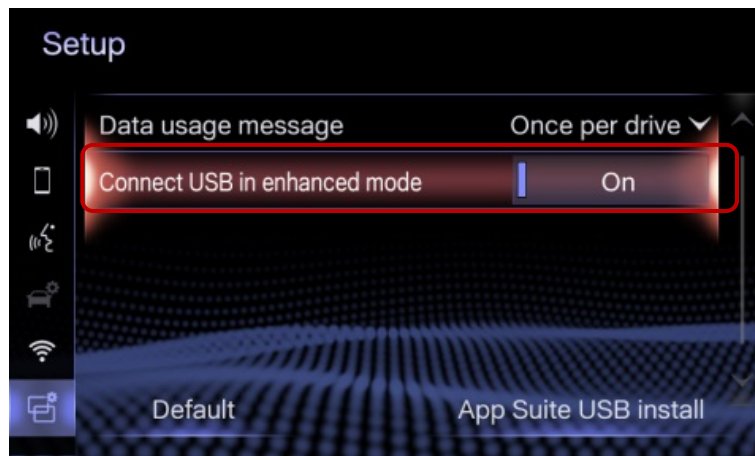 Setup
Data usage message Once per drive
Connect USB in enhanced mode On
Default App Suite USB install